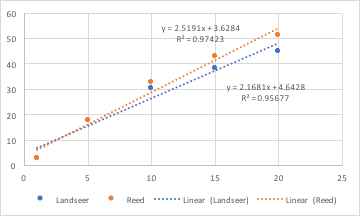 60
y = 2.5191x + 3.6284
R² = 0.97423
50
40
y = 2.1681x + 4.6428
R² = 0.95677
30
20
10
0
0 5 10 15 20 25
Landseer Reed Linear (Landseer) Linear (Reed)